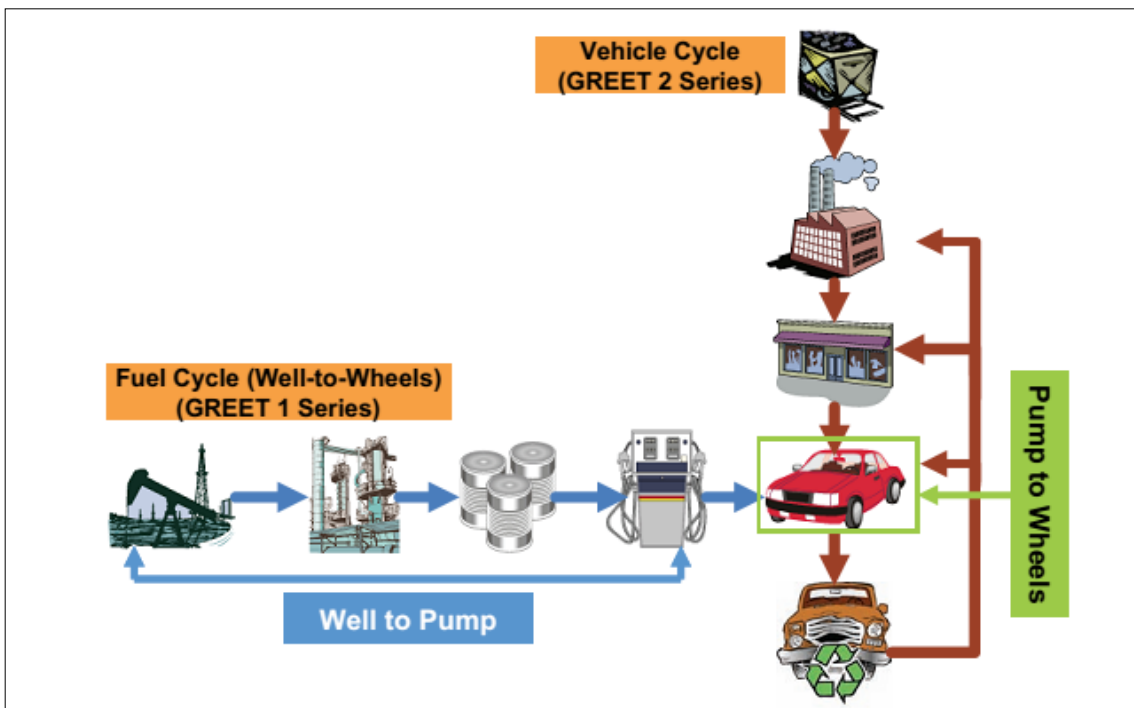 Vehicle Cycle
(GREET 2 Series)
Fuel Cycle (Well-to-Wheels)
(GREET 1 Series)
Well to Pump
Pump to Wheels